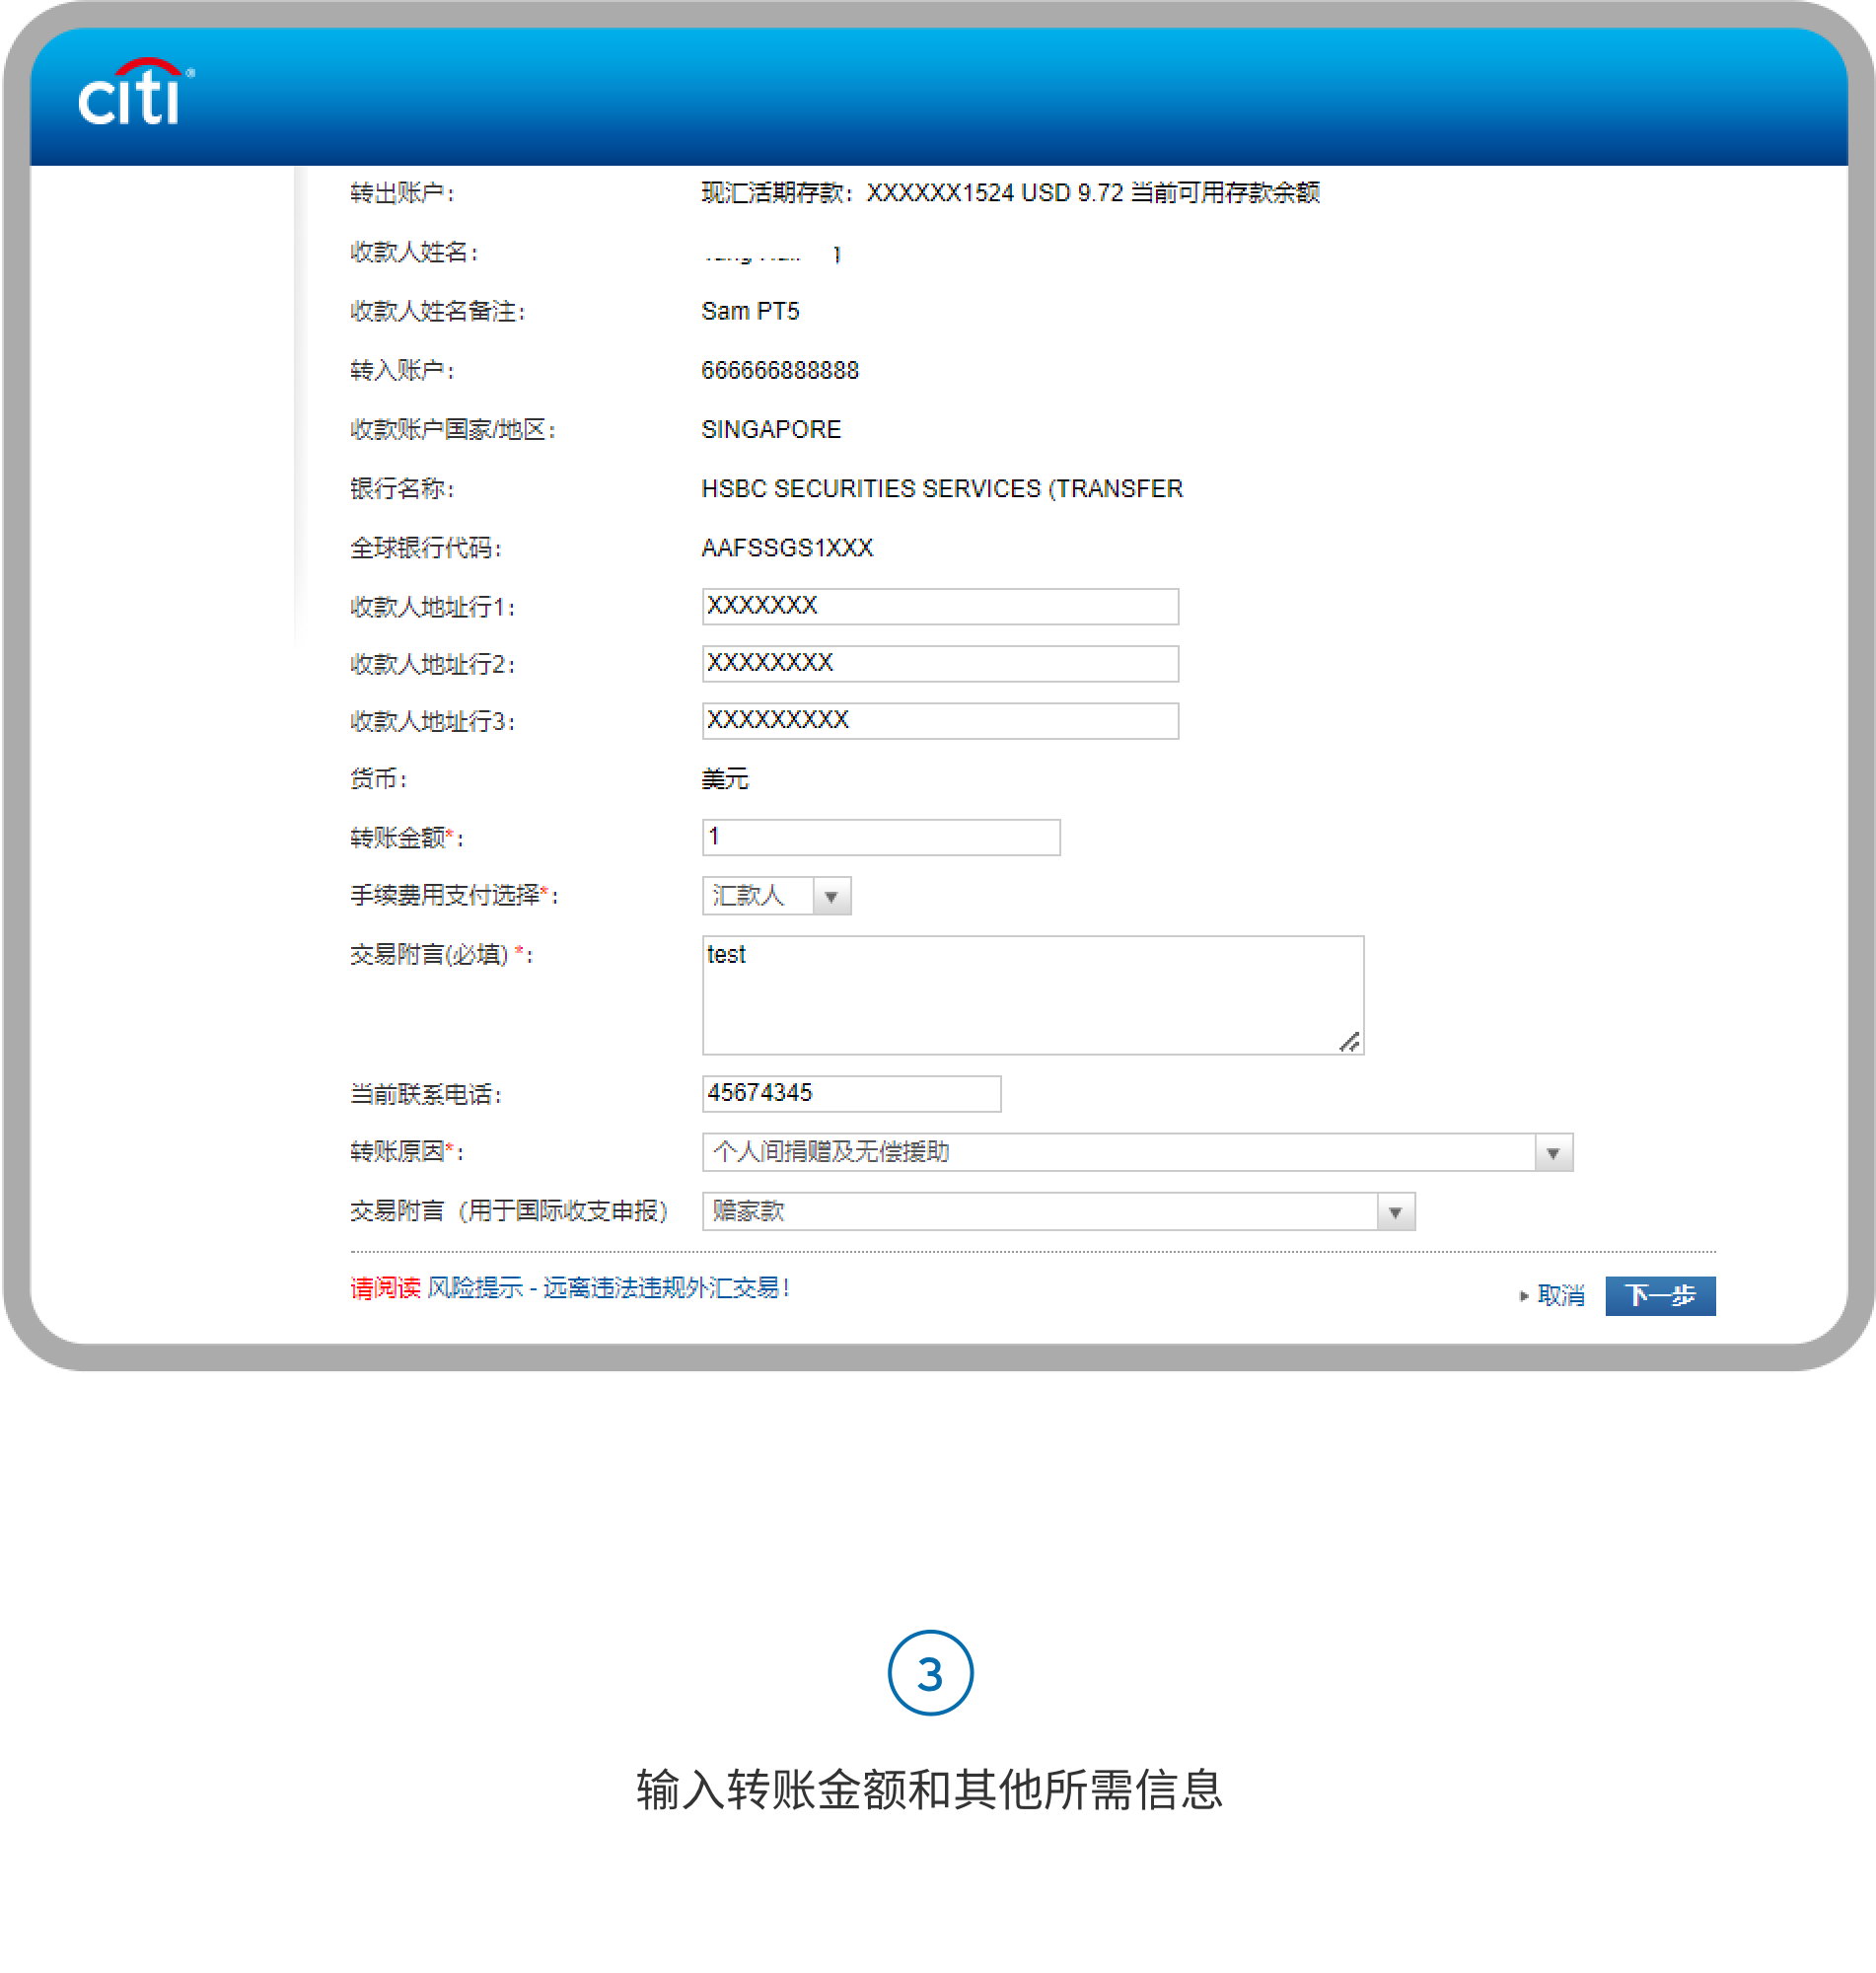 citi®
转出账户: 现汇活期存款: XXXXXX1524 USD 9.72 当前可用存款余额
收款人姓名:
收款人姓名备注: Sam PT5
转入账户: 666666888888
收款账户国家/地区: SINGAPORE
银行名称: HSBC SECURITIES SERVICES (TRANSFER
全球银行代码: AAFSSGS1XXX
收款人地址行1: XXXXXXX
收款人地址行2: XXXXXXXX
收款人地址行3: XXXXXXXXX
货币: 美元
转账金额*: 1
手续费用支付选择*: 汇款人
交易附言(必填) *: test
当前联系电话: 45674345
转账原因*: 个人间捐赠及无偿援助
交易附言（用于国际收支申报） 赡家款
请阅读 风险提示 - 远离违法违规外汇交易!
取消 下一步
3
输入转账金额和其他所需信息